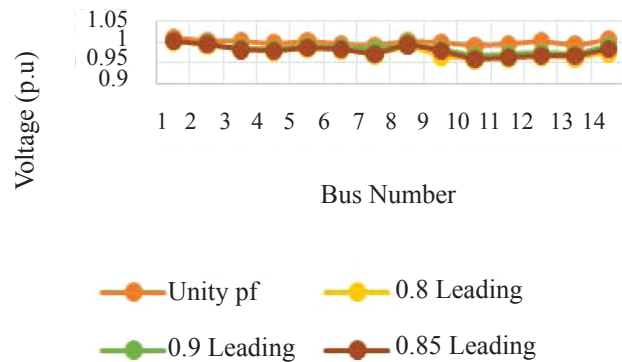 1.05
1
0.95
0.9
Voltage (p.u)
1 2 3 4 5 6 7 8 9 10 11 12 13 14
Bus Number
Unity pf
0.8 Leading
0.9 Leading
0.85 Leading